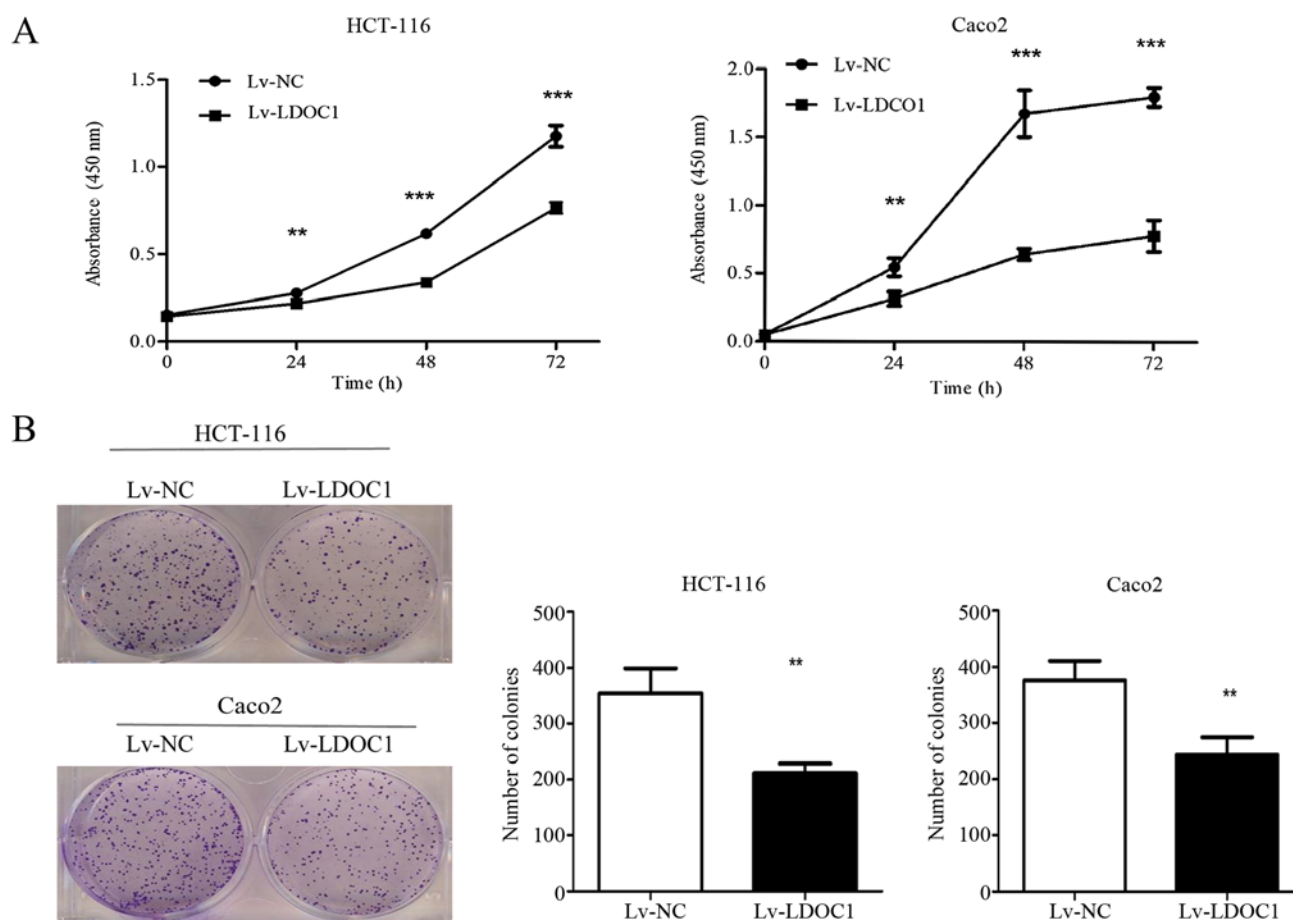 A
HCT-116
Lv-NC
Lv-LDOC1
1.5
1.0
0.5
0.0
Absorbance (450 nm)
**
***
***
0
24
48
72
Time (h)
Caco2
Lv-NC
Lv-LDCO1
2.0
1.5
1.0
0.5
0.0
Absorbance (450 nm)
**
***
***
0
24
48
72
Time (h)
B
HCT-116
Lv-NC Lv-LDOC1
Caco2
Lv-NC Lv-LDOC1
HCT-116
500
400
300
200
100
0
Number of colonies
**
Lv-NC Lv-LDOC1
Caco2
500
400
300
200
100
0
Number of colonies
**
Lv-NC Lv-LDOC1